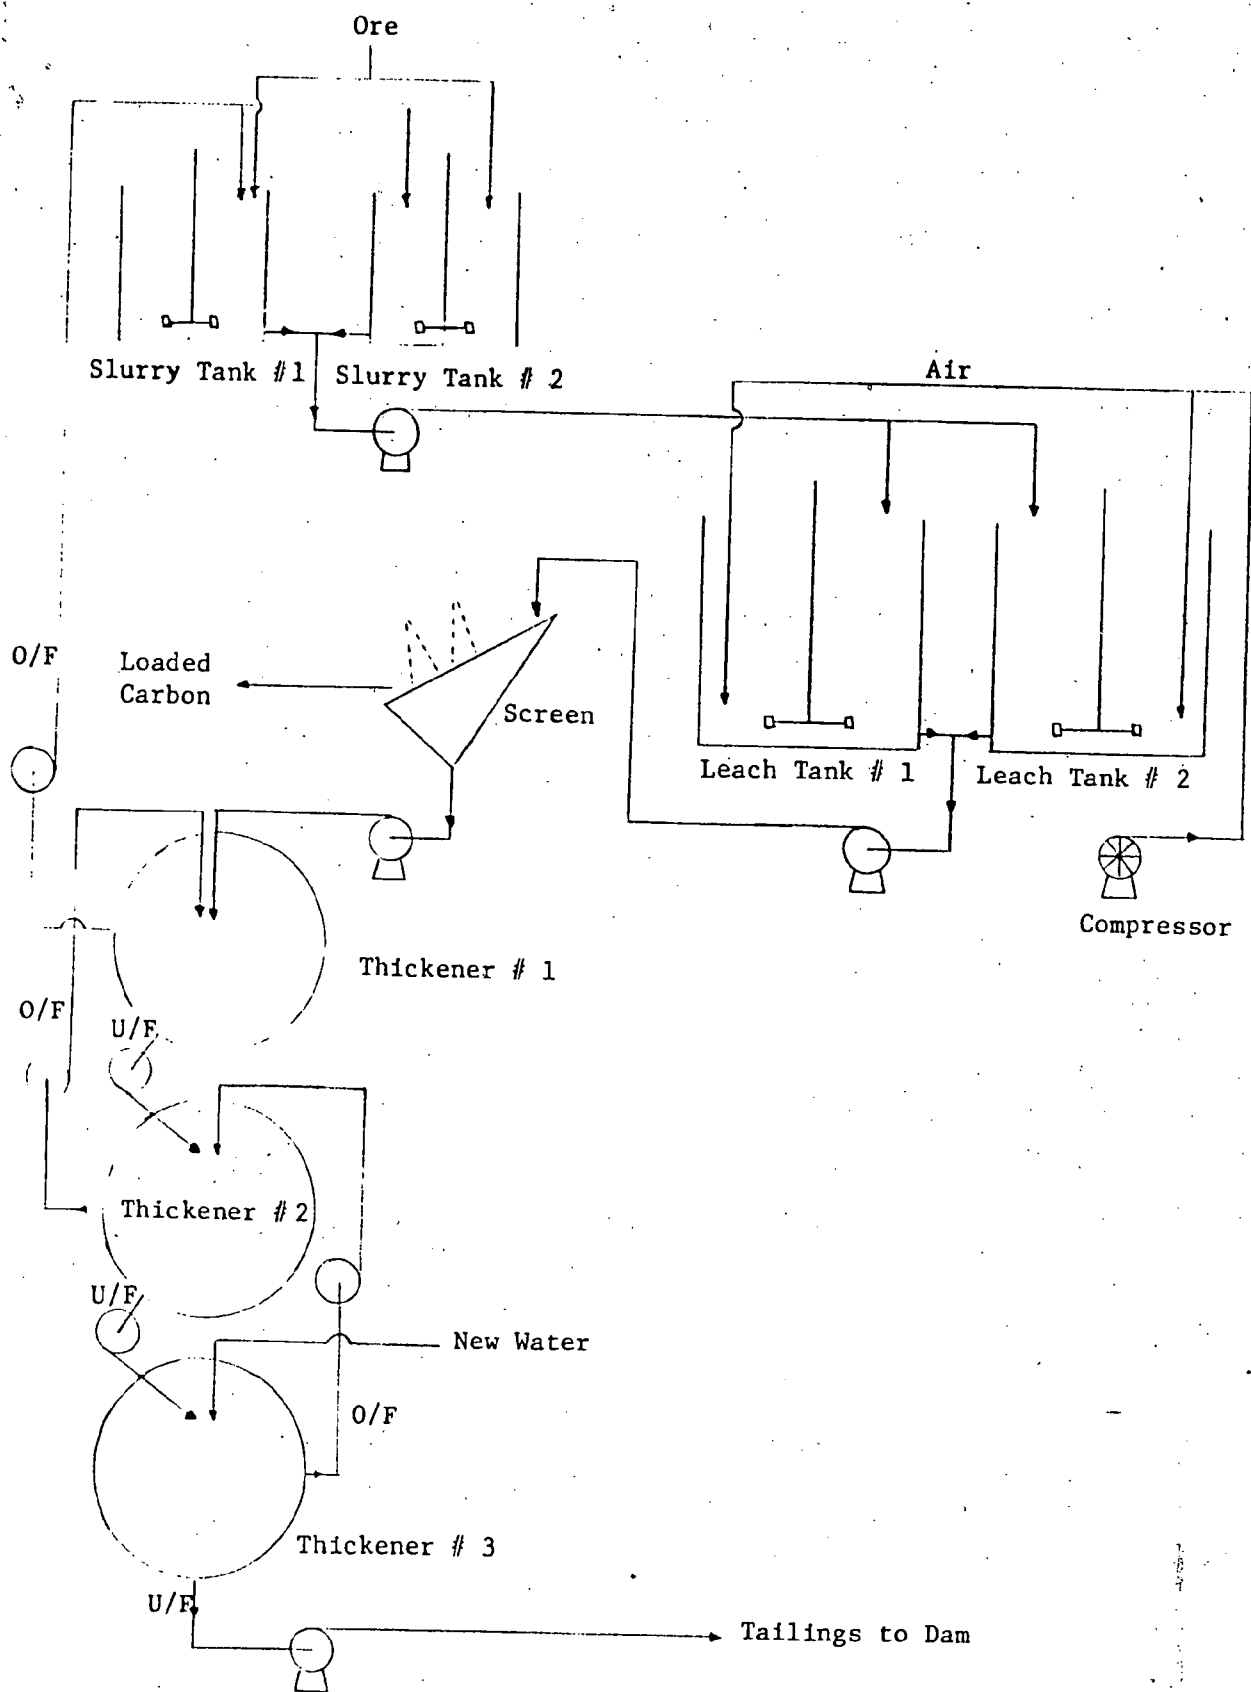 Ore
Slurry Tank #1
Slurry Tank # 2
Air
O/F
Loaded
Carbon
Screen
Leach Tank # 1
Leach Tank # 2
Compressor
Thickener # 1
O/F
U/F
Thickener #2
U/F
New Water
O/F
Thickener # 3
U/F
Tailings to Dam